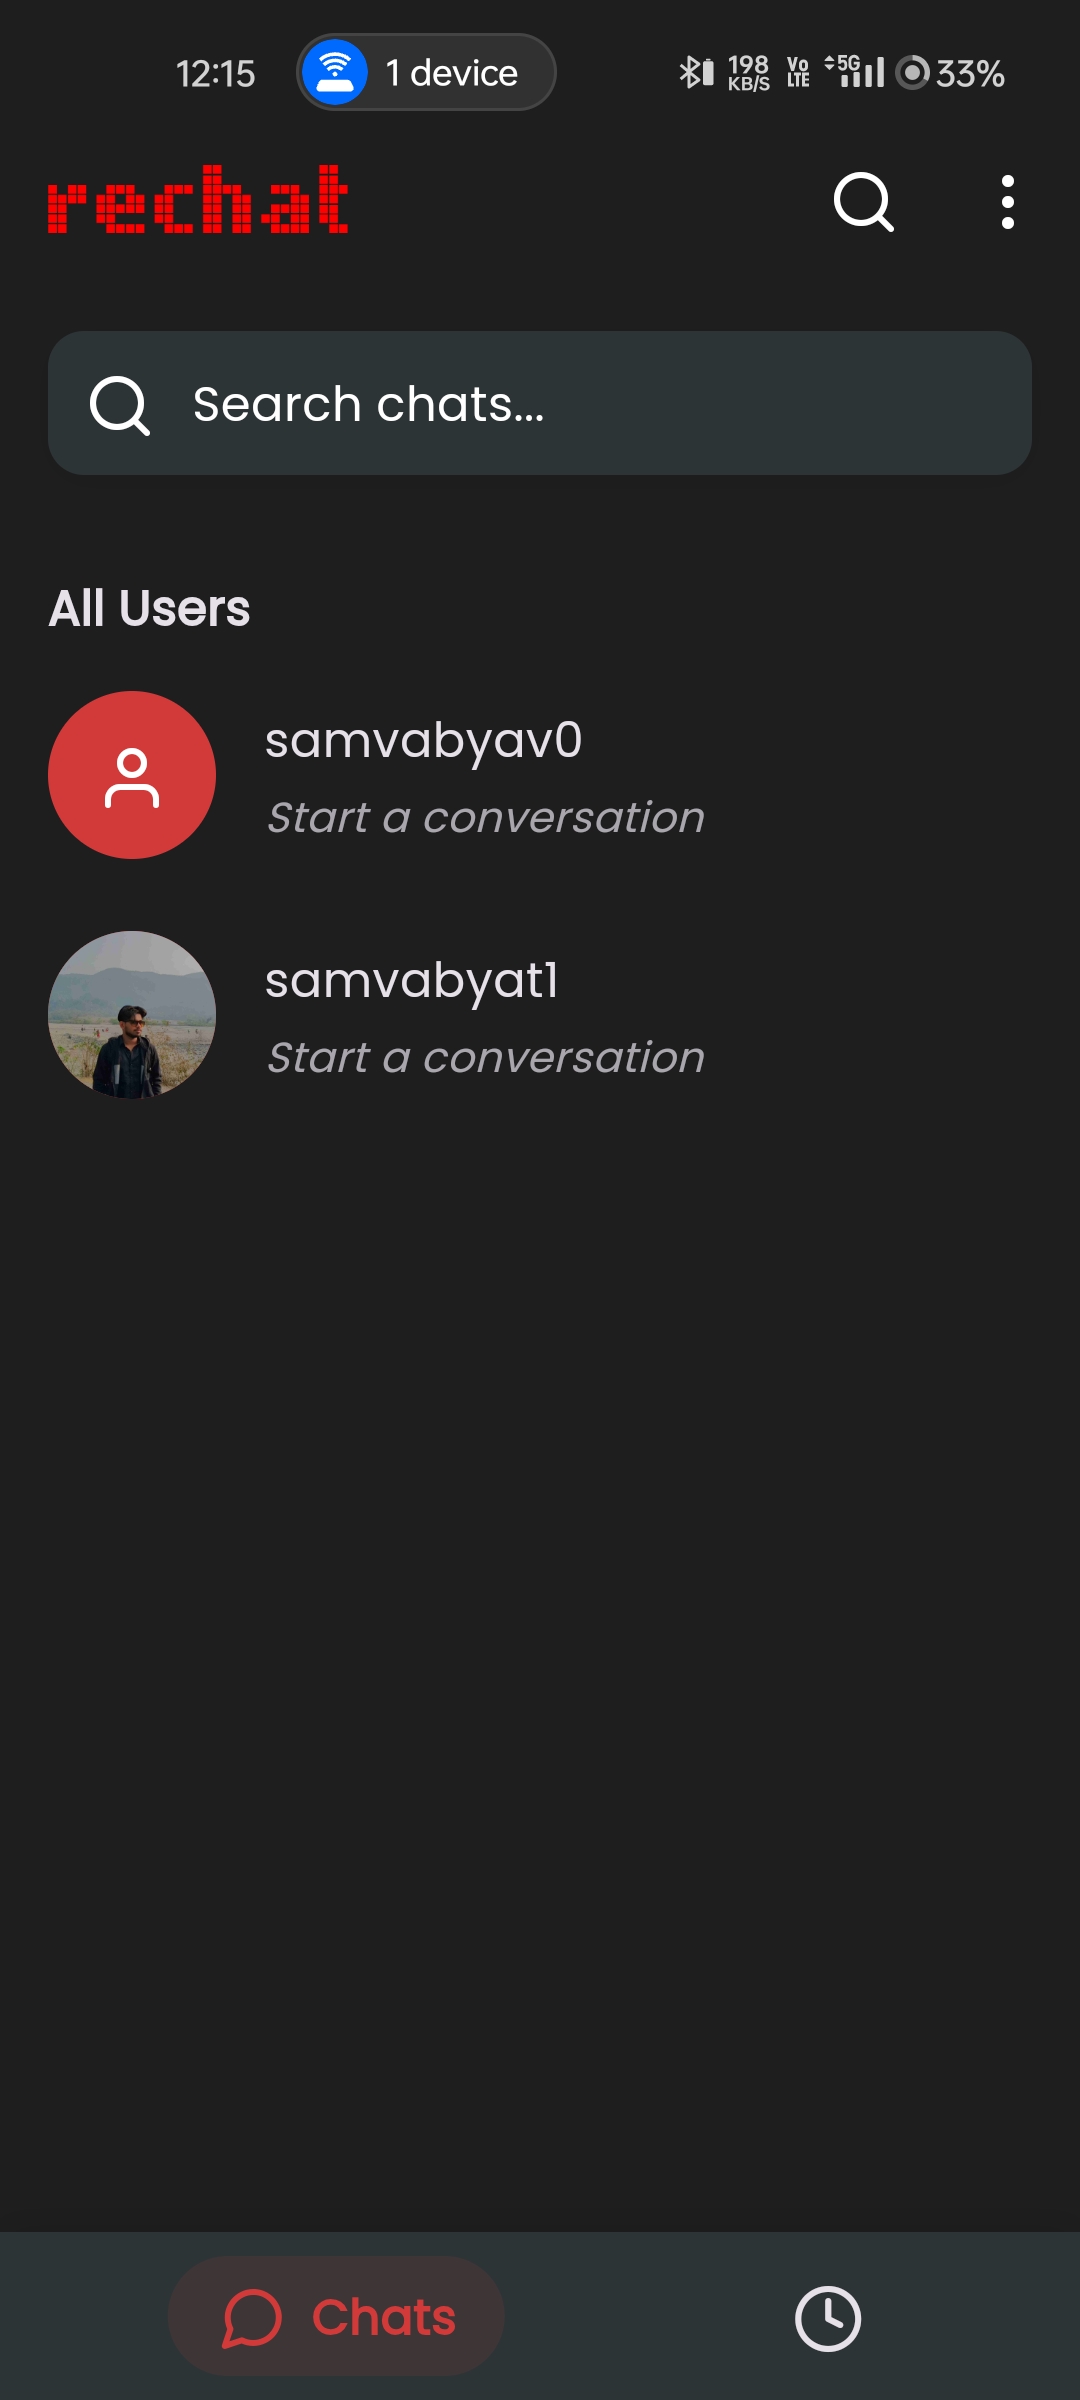 12:15 1 device 198 KB/S Vo LTE 5G 33%
rechat
Search chats...
All Users
samvabyav0
Start a conversation
samvabyat1
Start a conversation
Chats